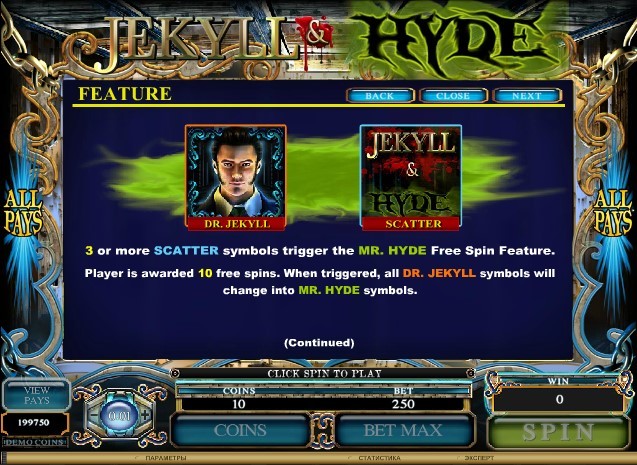 JEKYLL & HYDE
FEATURE
BACK
CLOSE
NEXT
JEKYLL
&
HYDE
DR. JEKYLL
SCATTER
ALL
PAYS
ALL
PAYS
3 or more SCATTER symbols trigger the MR. HYDE Free Spin Feature.
Player is awarded 10 free spins. When triggered, all DR. JEKYLL symbols will
change into MR. HYDE symbols.
(Continued)
CLICK SPIN TO PLAY
VIEW
PAYS
COINS
BET
WIN
10
250
0
- 0.01 +
199750
DEMO COINS
COINS
BET MAX
SPIN
ПАРАМЕТРЫ
СТАТИСТИКА
ЭКСПЕРТ